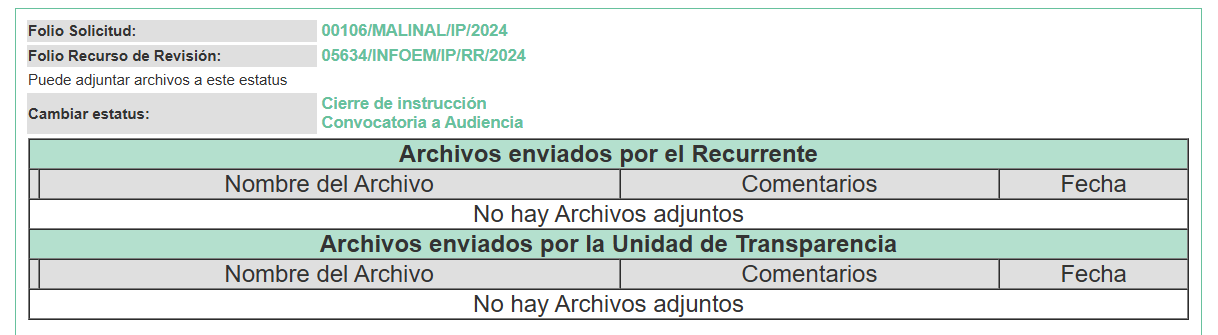 Folio Solicitud: 00106/MALINAL/IP/2024
Folio Recurso de Revisión: 05634/INFOEM/IP/RR/2024
Puede adjuntar archivos a este estatus
Cambiar estatus: Cierre de instrucción
Convocatoria a Audiencia
Archivos enviados por el Recurrente
Nombre del Archivo Comentarios Fecha
No hay Archivos adjuntos
Archivos enviados por la Unidad de Transparencia
Nombre del Archivo Comentarios Fecha
No hay Archivos adjuntos